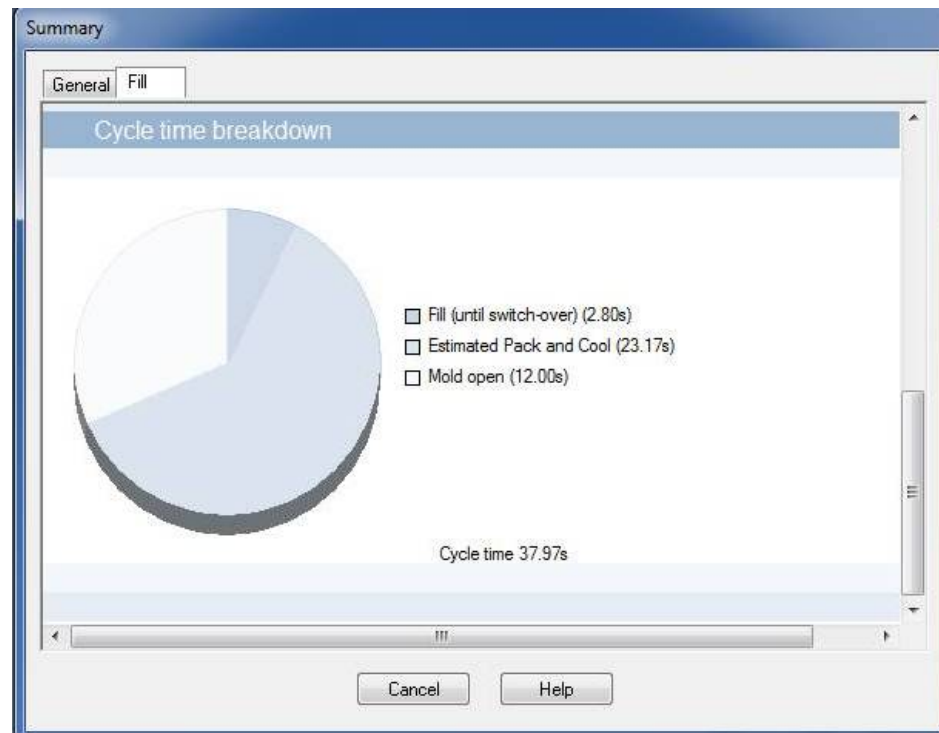 Summary
General Fill
Cycle time breakdown
Fill (until switch-over) (2.80s)
Estimated Pack and Cool (23.17s)
Mold open (12.00s)
Cycle time 37.97s
Cancel Help